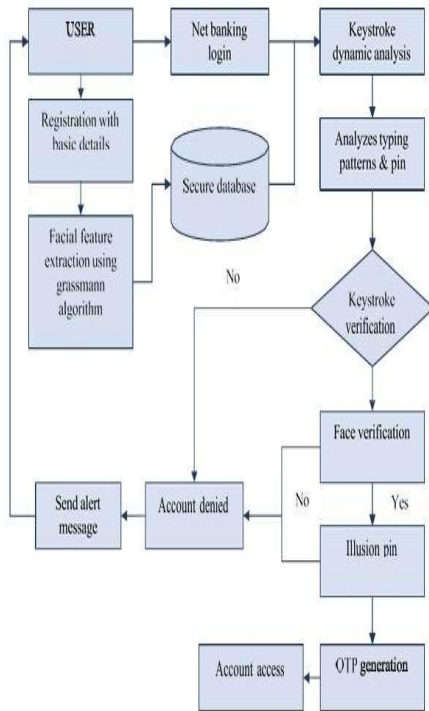 USER
Net banking
login
Keystroke
dynamic analysis
Registration with
basic details
Secure database
Analyzes typing
patterns & pin
Facial feature
extraction using
grassmann
algorithm
No
Keystroke
verification
Face verification
No
Yes
Send alert
message
Account denied
Illusion pin
Account access
OTP generation